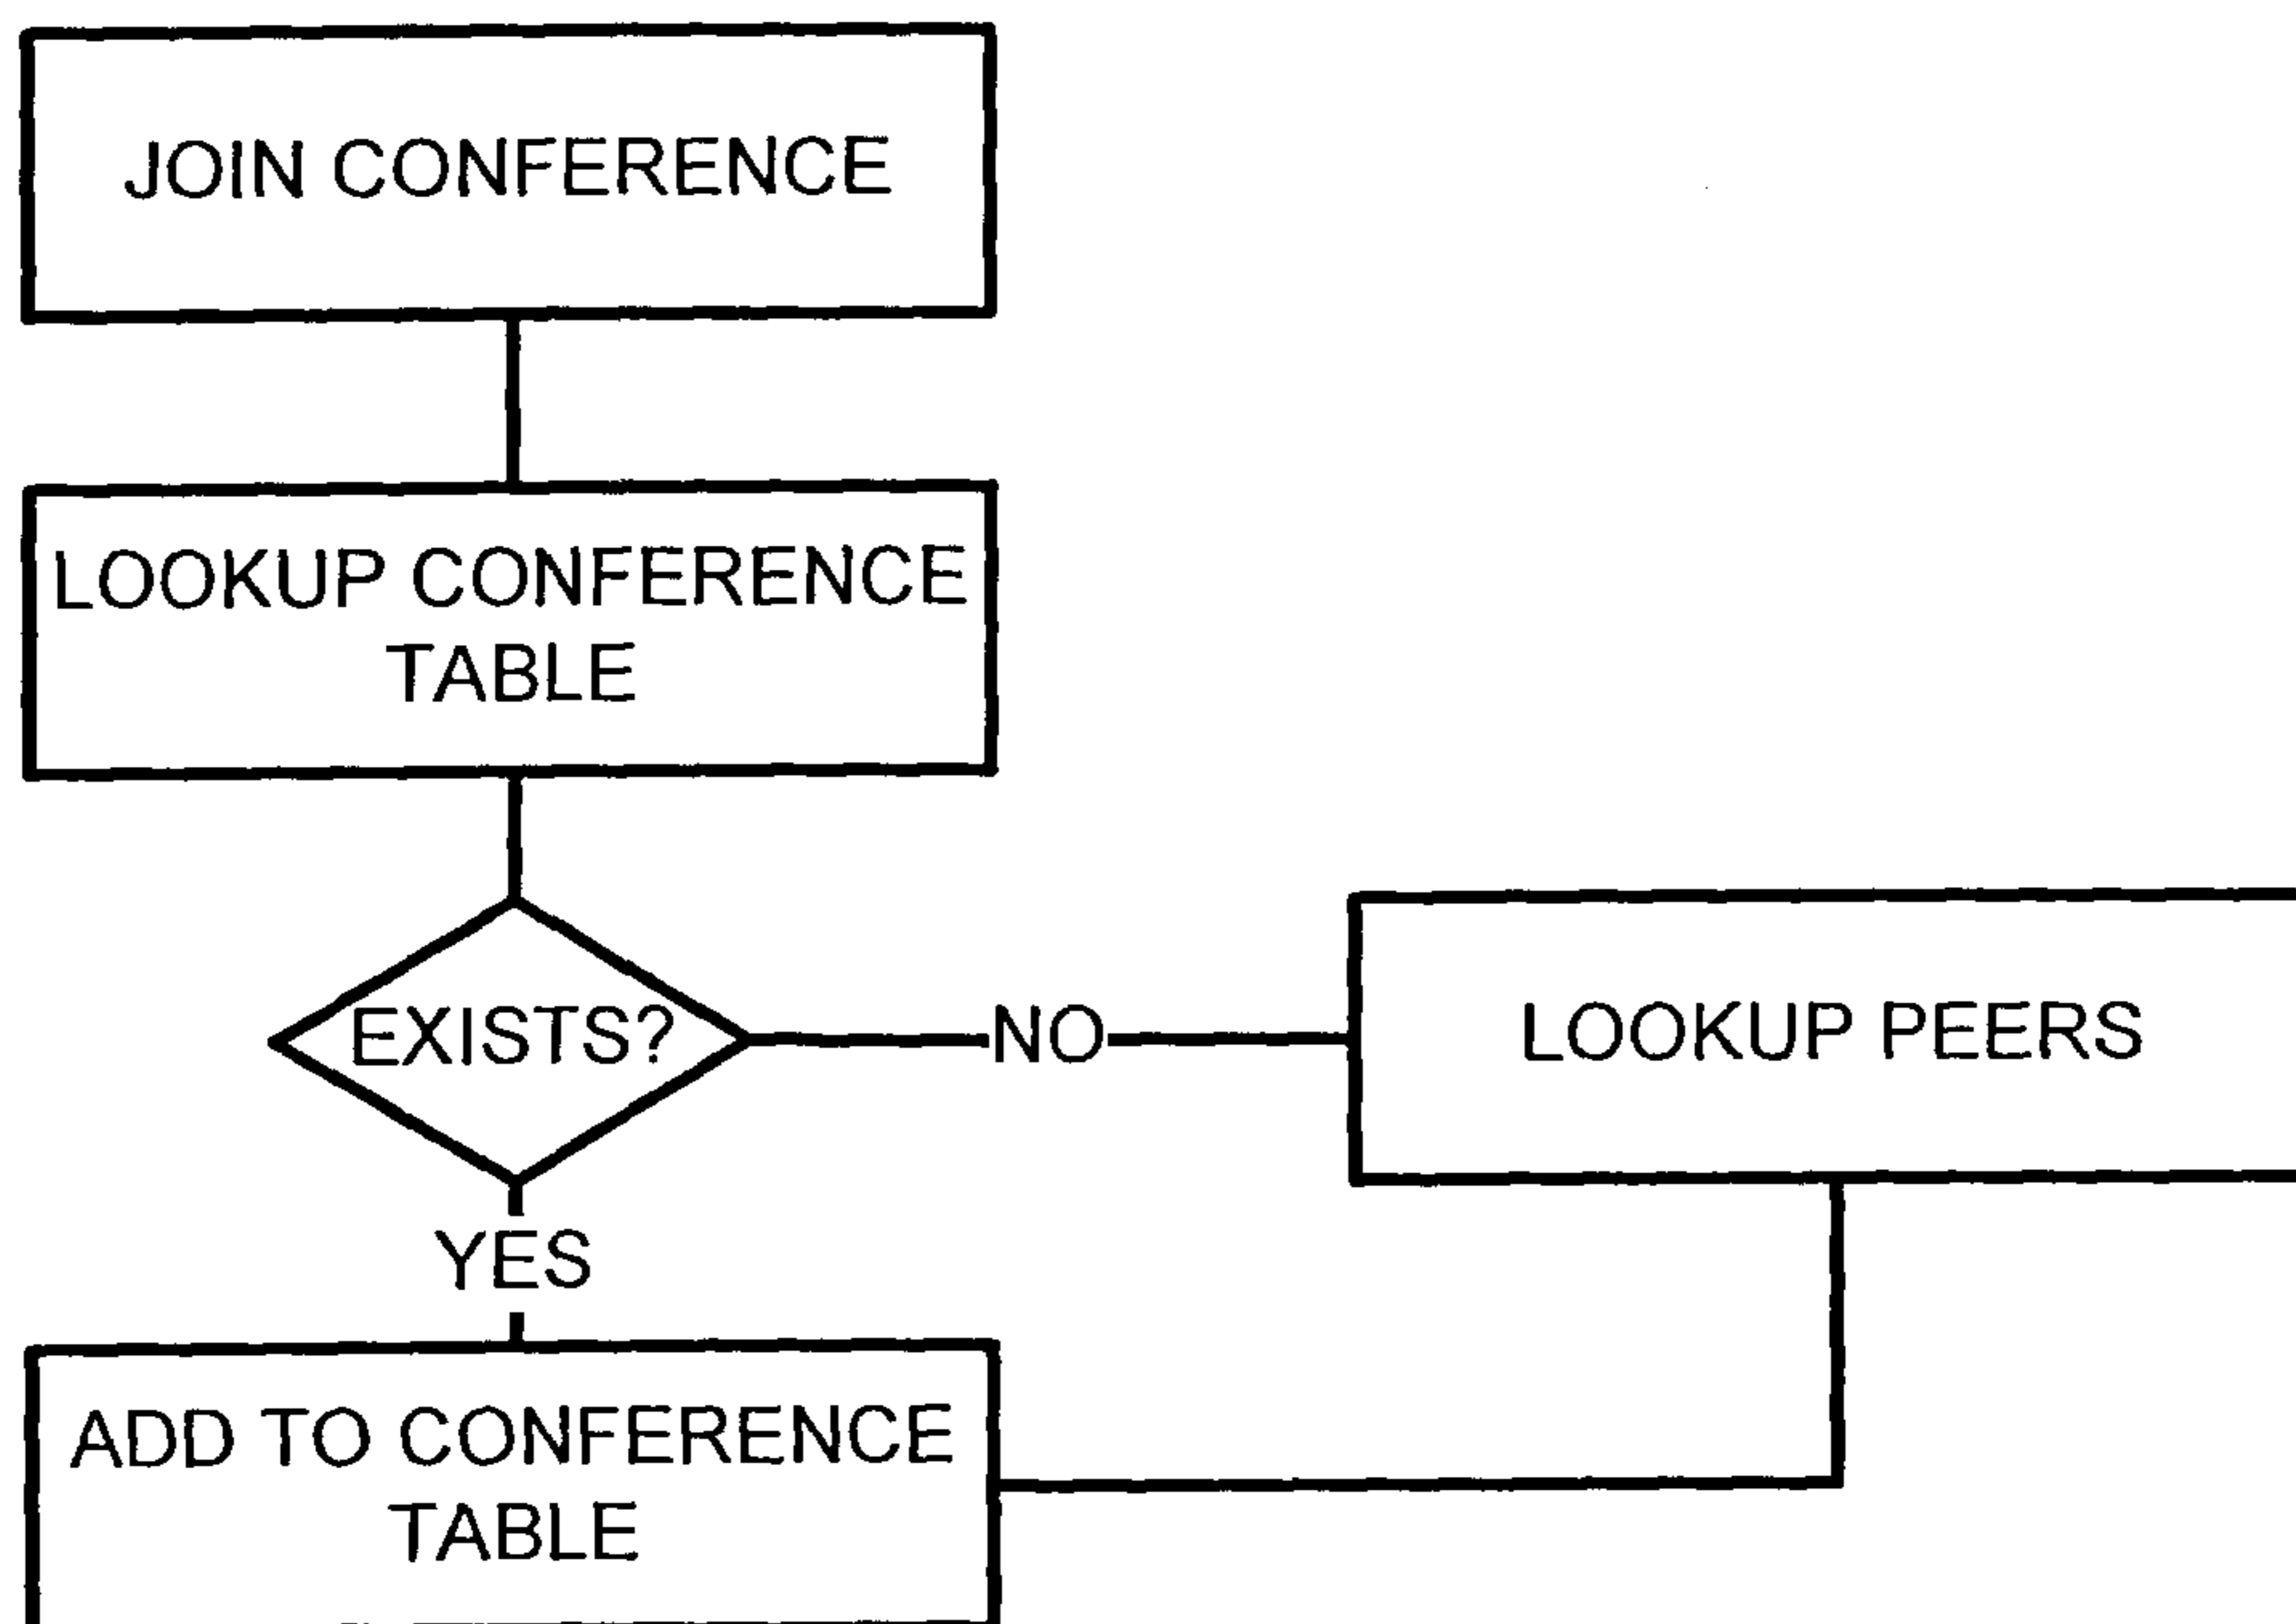 JOIN CONFERENCE
LOOKUP CONFERENCE
TABLE
EXISTS?
NO
LOOKUP PEERS
YES
ADD TO CONFERENCE
TABLE